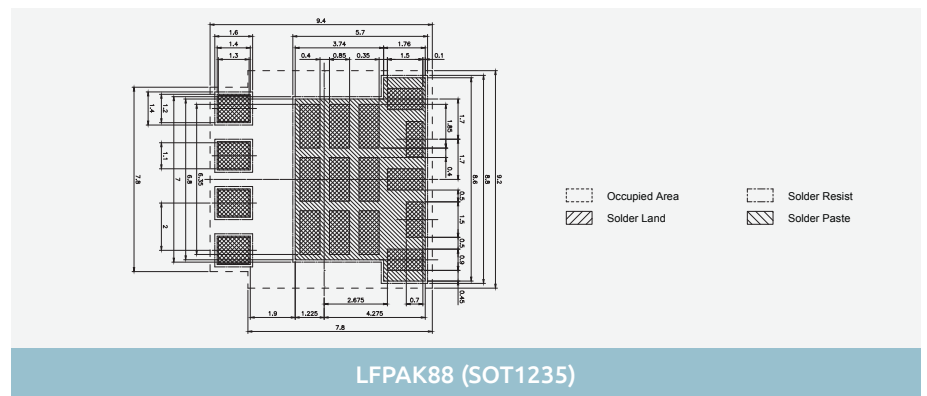 9.4
1.6 5.7
1.4 3.74 1.76
1.3 0.4 0.85 0.35 1.5 0.1
7.8 1.4 1.2 1.1 2 7 6.8 6.35
1.85 0.4 1.7 1.7 0.5 1.5 0.5 0.9 0.45 8.6 8.8 9.2
2.675 0.7
1.9 1.225 4.275
7.8
Occupied Area Solder Resist
Solder Land Solder Paste
LFPAK88 (SOT1235)